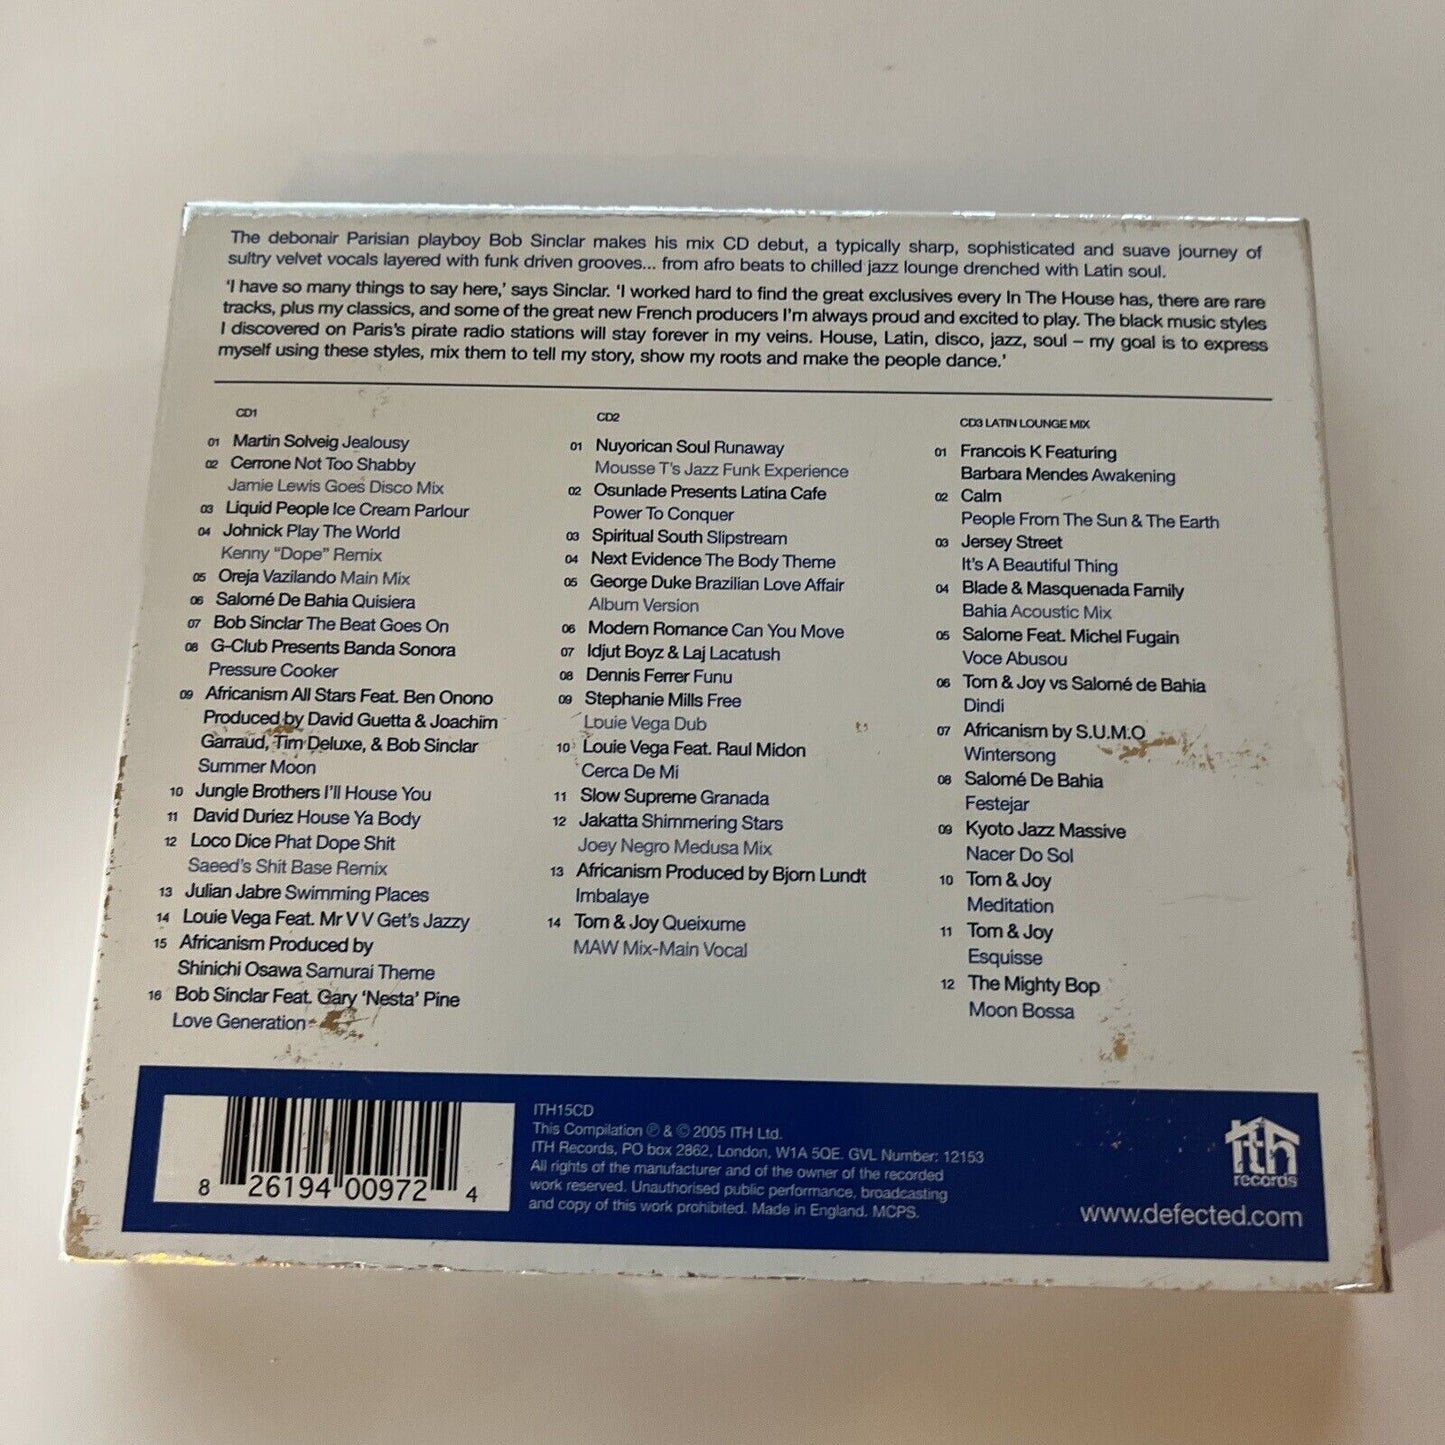 The debonair Parisian playboy Bob Sinclar makes his mix CD debut, a typically sharp, sophisticated and suave journey of
sultry velvet vocals layered with funk driven grooves... from afro beats to chilled jazz lounge drenched with Latin soul.
'I have so many things to say here,' says Sinclar. 'I worked hard to find the great exclusives every In The House has, there are rare
tracks, plus my classics, and some of the great new French producers I'm always proud and excited to play. The black music styles
I discovered on Paris's pirate radio stations will stay forever in my veins. House, Latin, disco, jazz, soul – my goal is to express
myself using these styles, mix them to tell my story, show my roots and make the people dance.'
CD1
01 Martin Solveig Jealousy
02 Cerrone Not Too Shabby
Jamie Lewis Goes Disco Mix
03 Liquid People Ice Cream Parlour
04 Johnick Play The World
Kenny "Dope" Remix
05 Oreja Vazilando Main Mix
06 Salomé De Bahia Quisiera
07 Bob Sinclar The Beat Goes On
08 G-Club Presents Banda Sonora
Pressure Cooker
09 Africanism All Stars Feat. Ben Onono
Produced by David Guetta & Joachim
Garraud, Tim Deluxe, & Bob Sinclar
Summer Moon
10 Jungle Brothers I'll House You
11 David Duriez House Ya Body
12 Loco Dice Phat Dope Shit
Saeed's Shit Base Remix
13 Julian Jabre Swimming Places
14 Louie Vega Feat. Mr V V Get's Jazzy
15 Africanism Produced by
Shinichi Osawa Samurai Theme
16 Bob Sinclar Feat. Gary 'Nesta' Pine
Love Generation
CD2
01 Nuyorican Soul Runaway
Mousse T's Jazz Funk Experience
02 Osunlade Presents Latina Cafe
Power To Conquer
03 Spiritual South Slipstream
04 Next Evidence The Body Theme
05 George Duke Brazilian Love Affair
Album Version
06 Modern Romance Can You Move
07 Idjut Boyz & Laj Lacatush
08 Dennis Ferrer Funu
09 Stephanie Mills Free
Louie Vega Dub
10 Louie Vega Feat. Raul Midon
Cerca De Mi
11 Slow Supreme Granada
12 Jakatta Shimmering Stars
Joey Negro Medusa Mix
13 Africanism Produced by Bjorn Lundt
Imbalaye
14 Tom & Joy Queixume
MAW Mix-Main Vocal
CD3 LATIN LOUNGE MIX
01 Francois K Featuring
Barbara Mendes Awakening
02 Calm
People From The Sun & The Earth
03 Jersey Street
It's A Beautiful Thing
04 Blade & Masquenada Family
Bahia Acoustic Mix
05 Salome Feat. Michel Fugain
Voce Abusou
06 Tom & Joy vs Salomé de Bahia
Dindi
07 Africanism by S.U.M.O
Wintersong
08 Salomé De Bahia
Festejar
09 Kyoto Jazz Massive
Nacer Do Sol
10 Tom & Joy
Meditation
11 Tom & Joy
Esquisse
12 The Mighty Bop
Moon Bossa
8 26194 00972 4
ITH15CD
This Compilation ℗ & © 2005 ITH Ltd.
ITH Records, PO box 2862, London, W1A 5QE. GVL Number: 12153
All rights of the manufacturer and of the owner of the recorded
work reserved. Unauthorised public performance, broadcasting
and copy of this work prohibited. Made in England. MCPS.
ith
records
www.defected.com